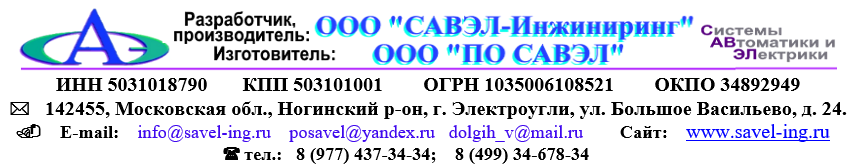 АЭ
Разработчик,
производитель: ООО "САВЭЛ-Инжиниринг"
Изготовитель: ООО "ПО САВЭЛ"
Системы
АВтоматики и
ЭЛектрики
ИНН 5031018790 КПП 503101001 ОГРН 1035006108521 ОКПО 34892949
142455, Московская обл., Ногинский р-он, г. Электроугли, ул. Большое Васильево, д. 24.
E-mail: info@savel-ing.ru posavel@yandex.ru dolgih_v@mail.ru Сайт: www.savel-ing.ru
тел.: 8 (977) 437-34-34; 8 (499) 34-678-34